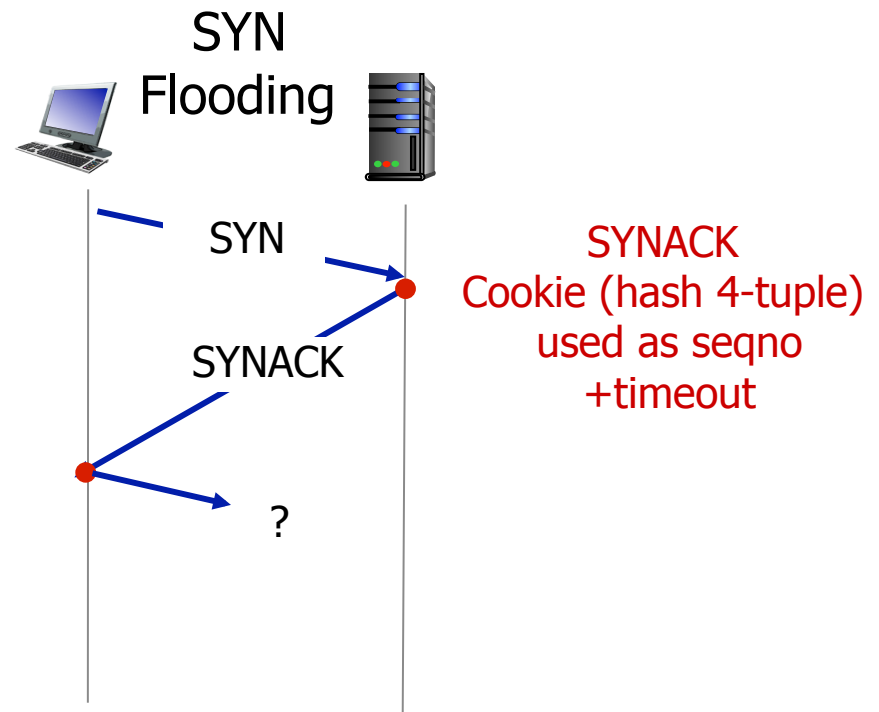 SYN
Flooding
SYN
SYNACK
?
SYNACK
Cookie (hash 4-tuple)
used as seqno
+timeout